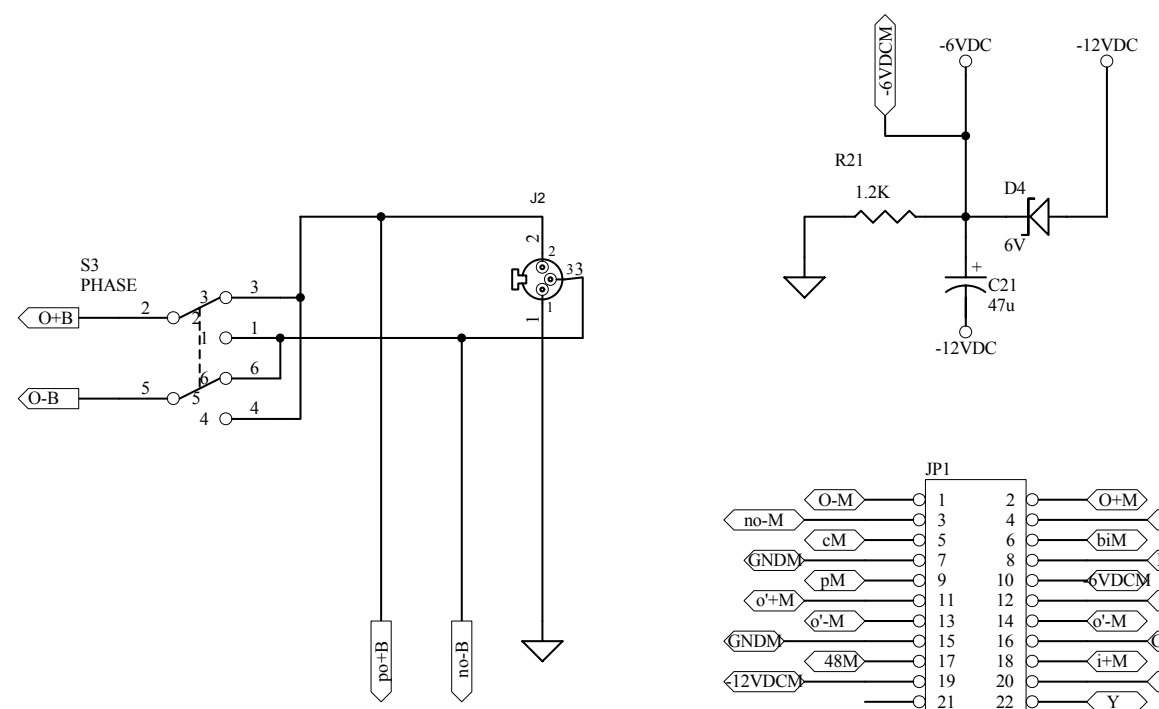 -6VDCM
-6VDC
-12VDC
R21
1.2K
D4
6V
+
C21
47u
-12VDC
J2
2
2
33
1
1
S3
PHASE
O+B
2
3
2
3
1
1
O-B
5
6
5
6
4
4
po+B
no-B
JP1
O-M
1
2
O+M
no-M
3
4
cM
5
6
biM
GNDM
7
8
pM
9
10
-6VDCM
o'+M
11
12
o'-M
13
14
o'-M
GNDM
15
16
48M
17
18
i+M
-12VDCM
19
20
21
22
Y